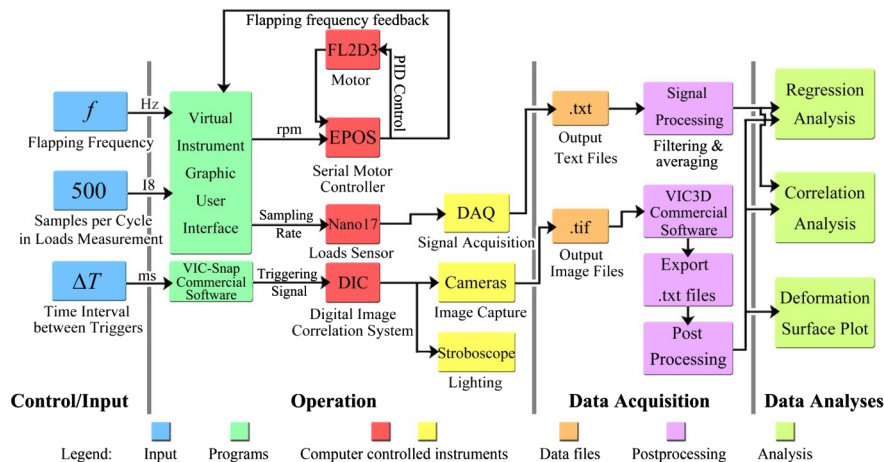 Flapping frequency feedback
FL2D3
Motor
PID Control
f
Hz
Flapping Frequency
Virtual
Instrument
Graphic
User
Interface
rpm
EPOS
Serial Motor
Controller
.txt
Output
Text Files
Signal
Processing
Filtering &
averaging
Regression
Analysis
500
I8
Samples per Cycle
in Loads Measurement
Sampling
Rate
Nano17
Loads Sensor
DAQ
Signal Acquisition
.tif
Output
Image Files
VIC3D
Commercial
Software
Correlation
Analysis
ΔT
ms
Time Interval
between Triggers
VIC-Snap
Commercial
Software
Triggering
Signal
DIC
Digital Image
Correlation System
Cameras
Image Capture
Export
.txt files
Deformation
Surface Plot
Stroboscope
Lighting
Post
Processing
Control/Input
Operation
Data Acquisition
Data Analyses
Legend:
Input
Programs
Computer controlled instruments
Data files
Postprocessing
Analysis